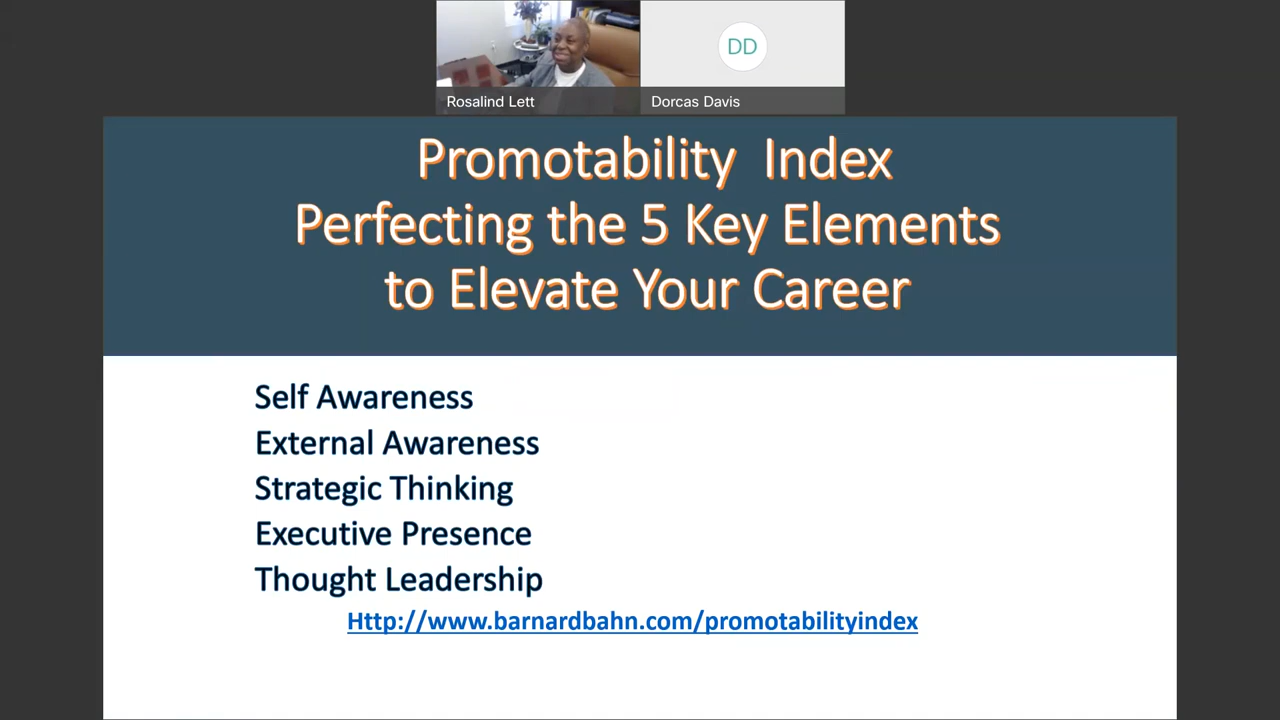 DD
Rosalind Lett
Dorcas Davis
Promotability Index
Perfecting the 5 Key Elements
to Elevate Your Career
Self Awareness
External Awareness
Strategic Thinking
Executive Presence
Thought Leadership
Http://www.barnardbahn.com/promotabilityindex